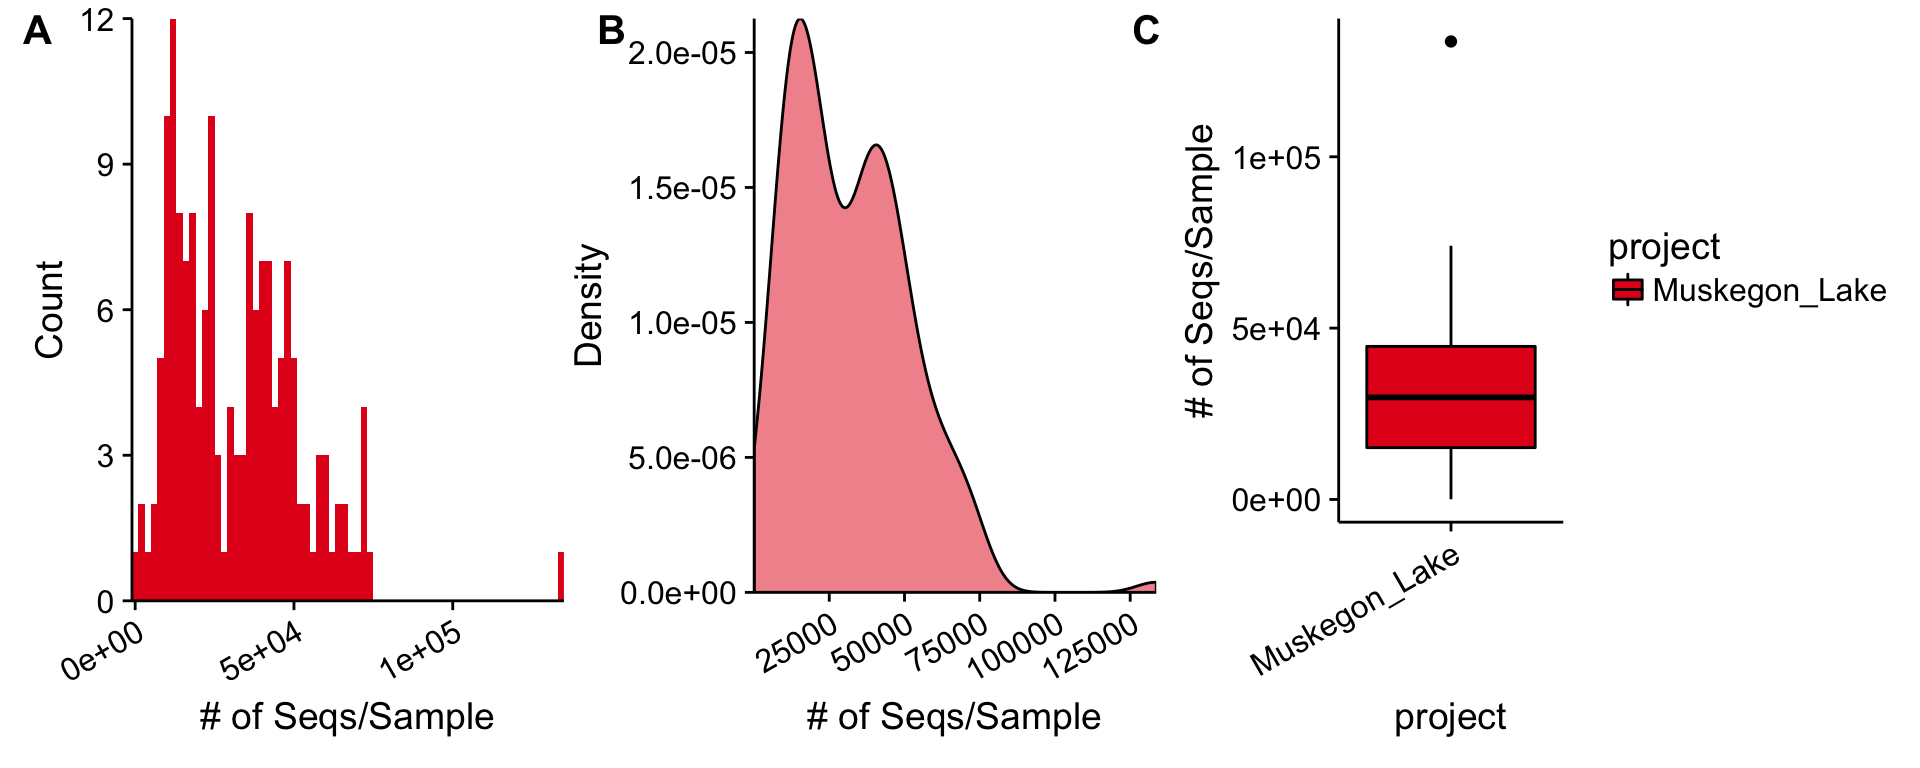 A
12
9
6
3
0
Count
0e+00
5e+04
1e+05
# of Seqs/Sample
B
2.0e-05
1.5e-05
1.0e-05
5.0e-06
0.0e+00
Density
25000
50000
75000
100000
125000
# of Seqs/Sample
C
1e+05
5e+04
0e+00
# of Seqs/Sample
Muskegon_Lake
project
project
Muskegon_Lake